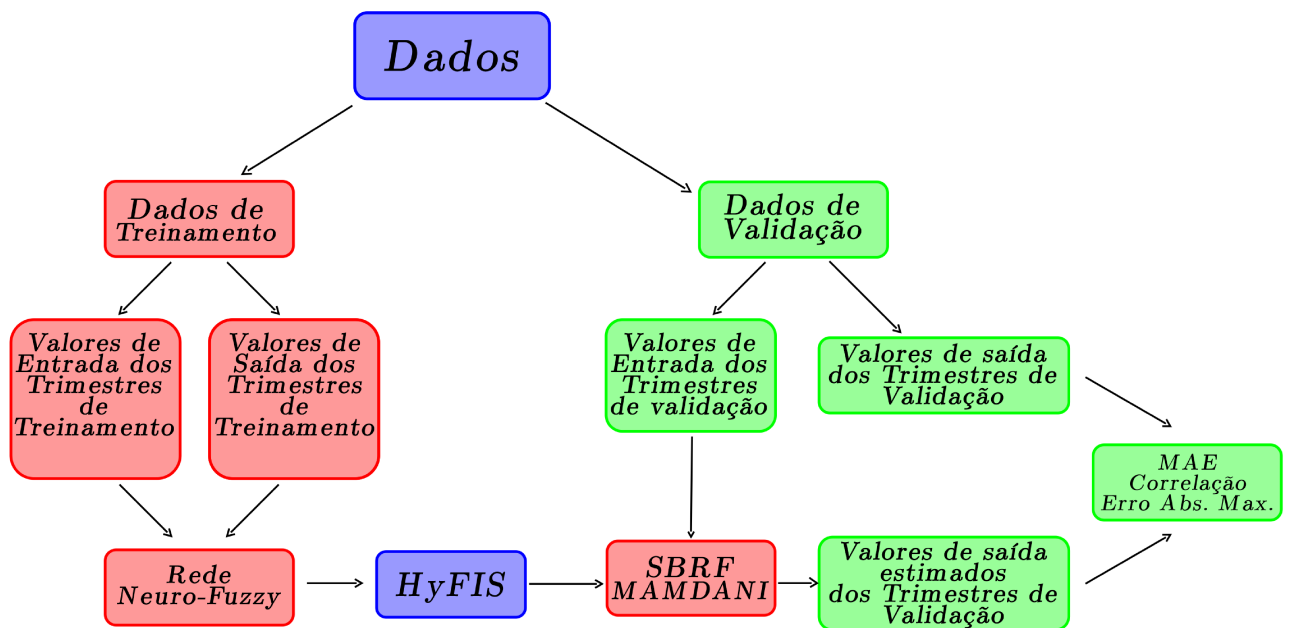 Dados
Dados de
Treinamento
Dados de
Validação
Valores de
Entrada dos
Trimestres
de
Treinamento
Valores de
Saída dos
Trimestres
de
Treinamento
Valores de
Entrada dos
Trimestres
de validação
Valores de saída
dos Trimestres de
Validação
MAE
Correlação
Erro Abs. Max.
Rede
Neuro-Fuzzy
HyFIS
SBRF
MAMDANI
Valores de saída
estimados
dos Trimestres de
Validação